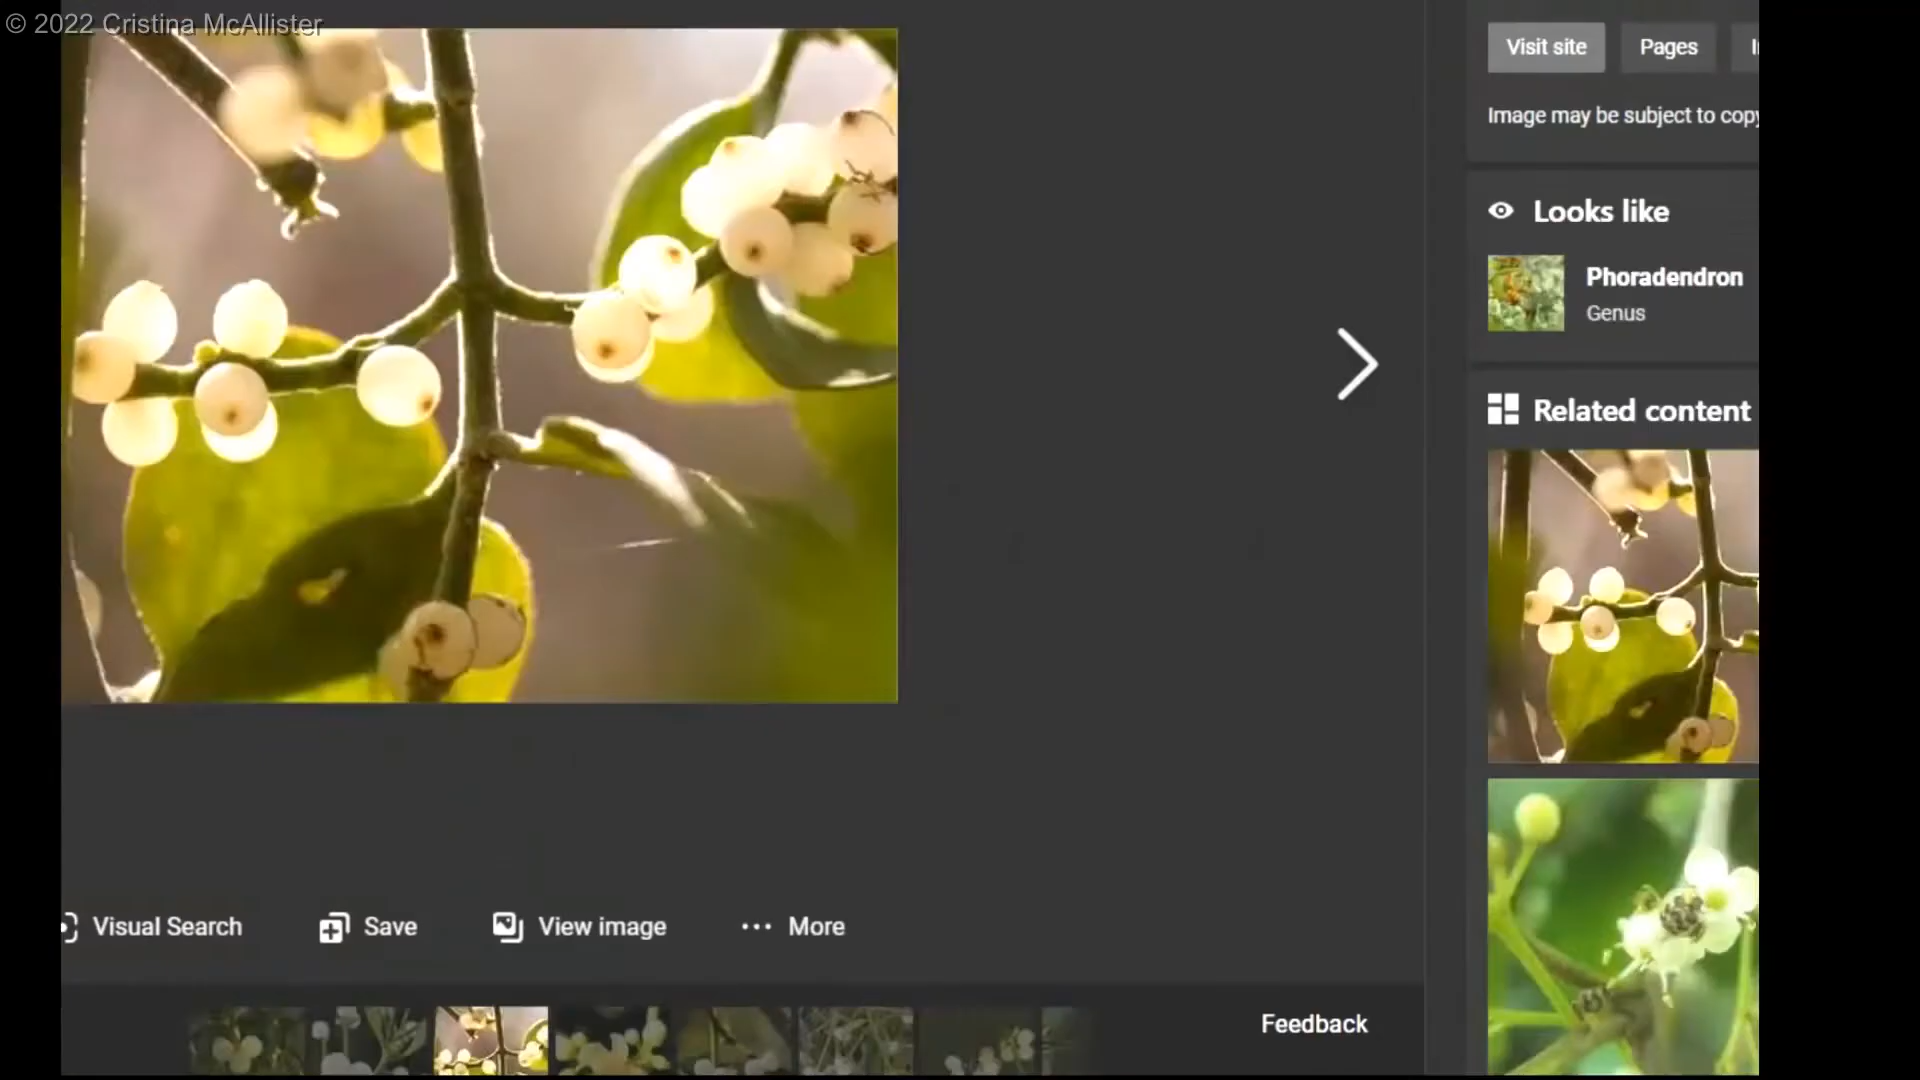 © 2022 Cristina McAllister
Visit site
Pages
Image may be subject to copy
Looks like
Phoradendron
Genus
Related content
Visual Search
Save
View image
More
Feedback